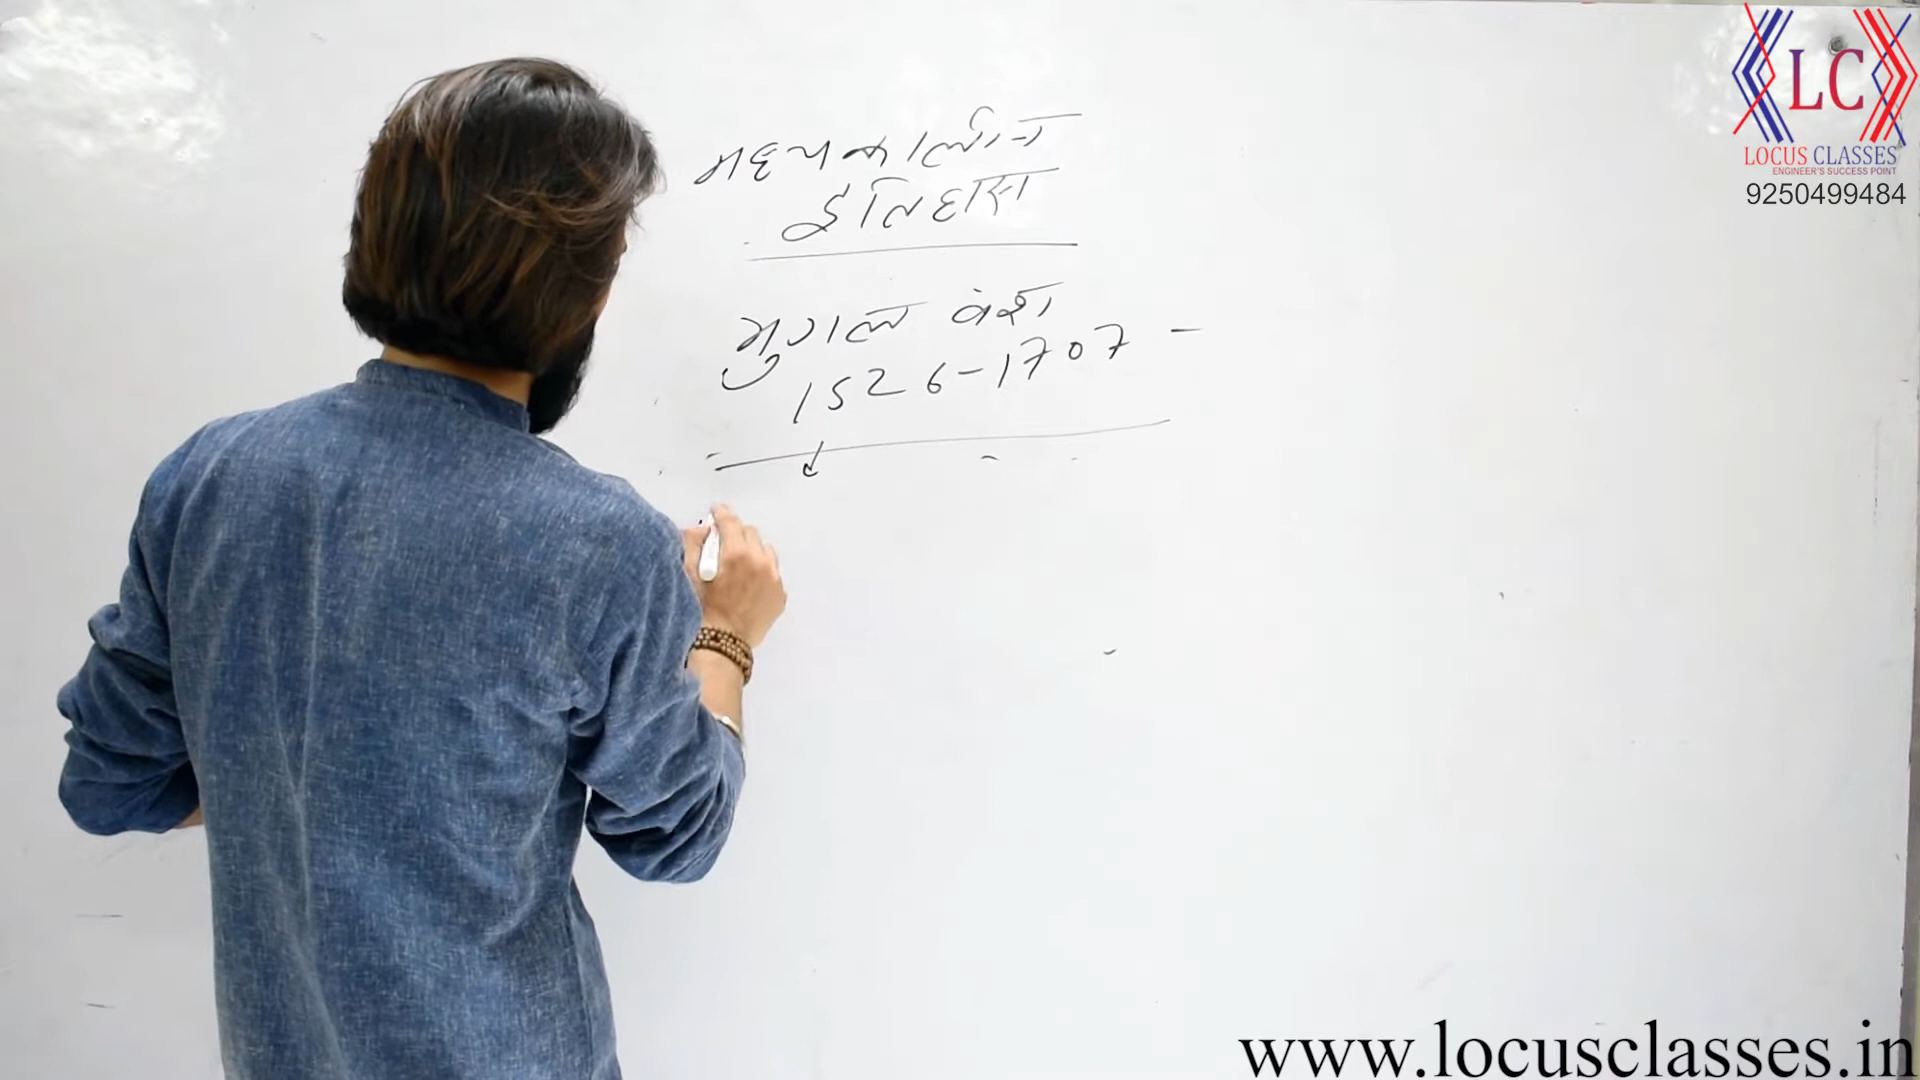 मध्यकालीन
इतिहास
मुगल वंश
1526-1707 -
LC
LOCUS CLASSES
ENGINEER'S SUCCESS POINT
9250499484
www.locusclasses.in